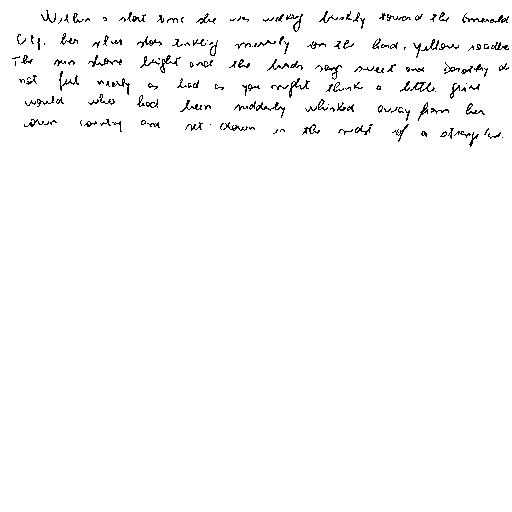 Within a short time she was walking briskly toward the Emerald
City, her silver shoes tinkling merrily on the hard, yellow roadbed
The sun shone bright and the birds sang sweet and Dorothy did
not feel nearly as bad as you might think a little girl
would who had been suddenly whisked away from her
own country and set down in the midst of a strange land.